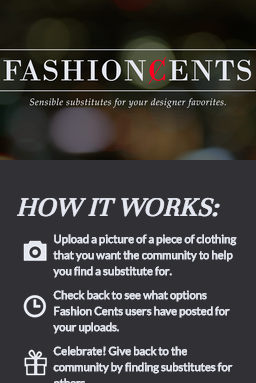 FASHIONCENTS
Sensible substitutes for your designer favorites.
HOW IT WORKS:
Upload a picture of a piece of clothing
that you want the community to help
you find a substitute for.
Check back to see what options
Fashion Cents users have posted for
your uploads.
Celebrate! Give back to the
community by finding substitutes for
others.